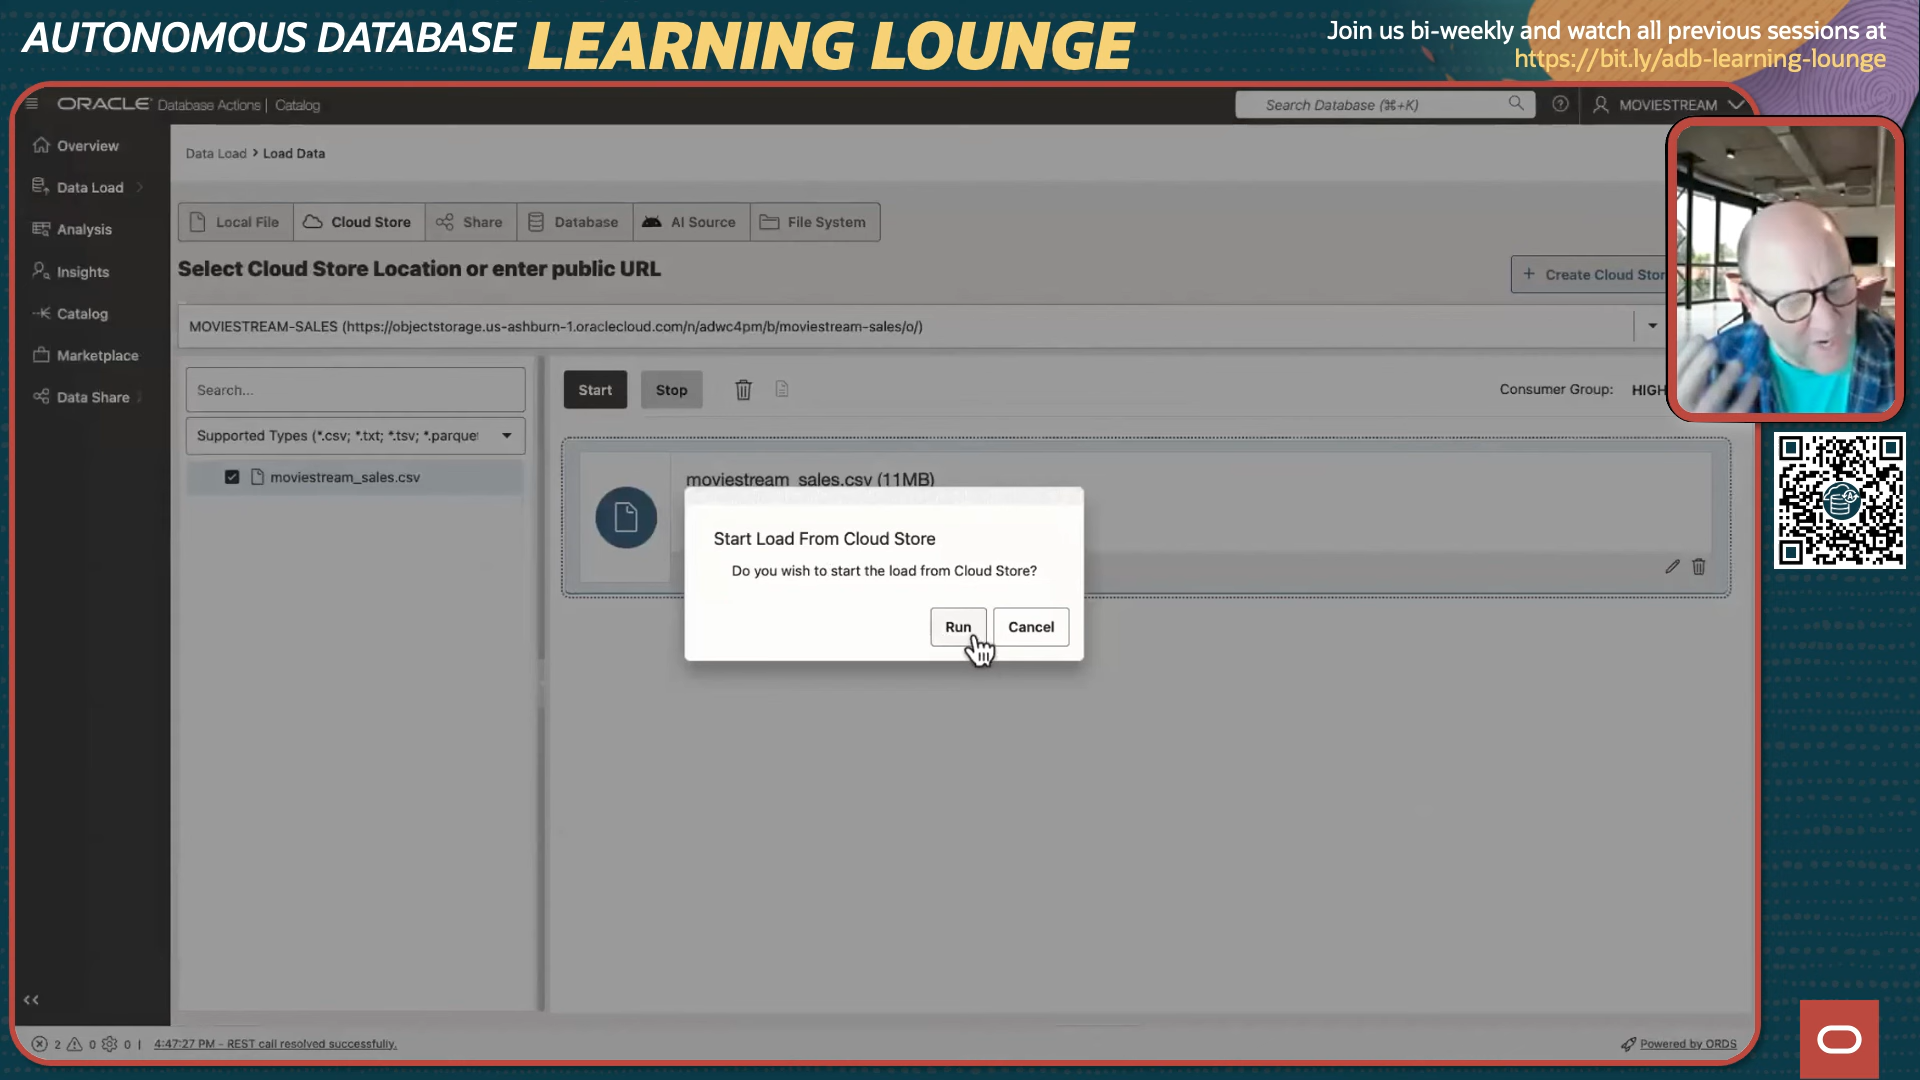 AUTONOMOUS DATABASE LEARNING LOUNGE
Join us bi-weekly and watch all previous sessions at
https://bit.ly/adb-learning-lounge
ORACLE Database Actions | Catalog
Search Database (⌘+K)
MOVIESTREAM
Overview
Data Load
Analysis
Insights
Catalog
Marketplace
Data Share
Data Load > Load Data
Local File
Cloud Store
Share
Database
AI Source
File System
Select Cloud Store Location or enter public URL
+ Create Cloud Stor
MOVIESTREAM-SALES (https://objectstorage.us-ashburn-1.oraclecloud.com/n/adwc4pm/b/moviestream-sales/o/)
Search...
Supported Types (*.csv; *.txt; *.tsv; *.parque
moviestream_sales.csv
Start
Stop
Consumer Group: HIGH
moviestream_sales.csv (11MB)
Start Load From Cloud Store
Do you wish to start the load from Cloud Store?
Run
Cancel
2 0 0 | 4:47:27 PM - REST call resolved successfully.
Powered by ORDS